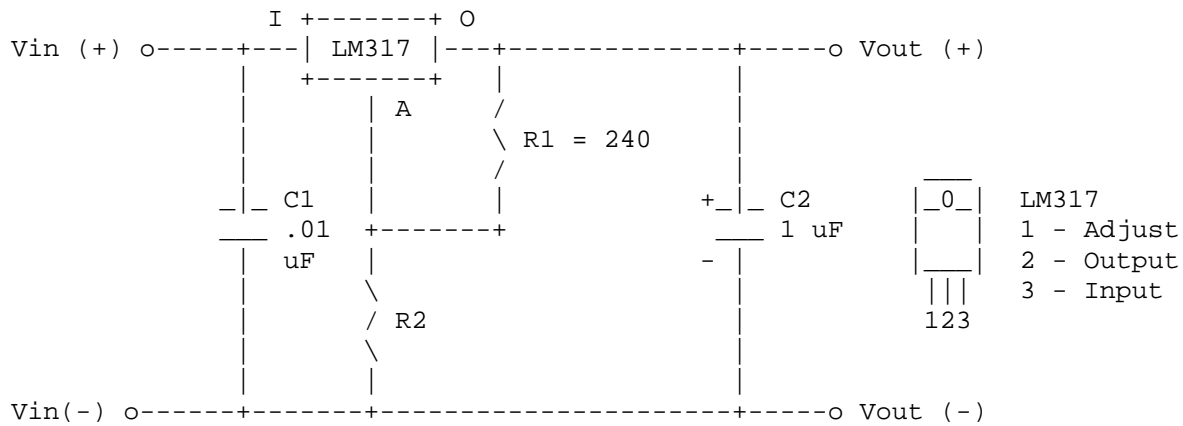 I O
Vin (+) LM317 Vout (+)
A
R1 = 240
C1 + C2 0 LM317
.01 1 uF 1 - Adjust
uF - 2 - Output
3 - Input
R2 123
Vin(-) Vout (-)